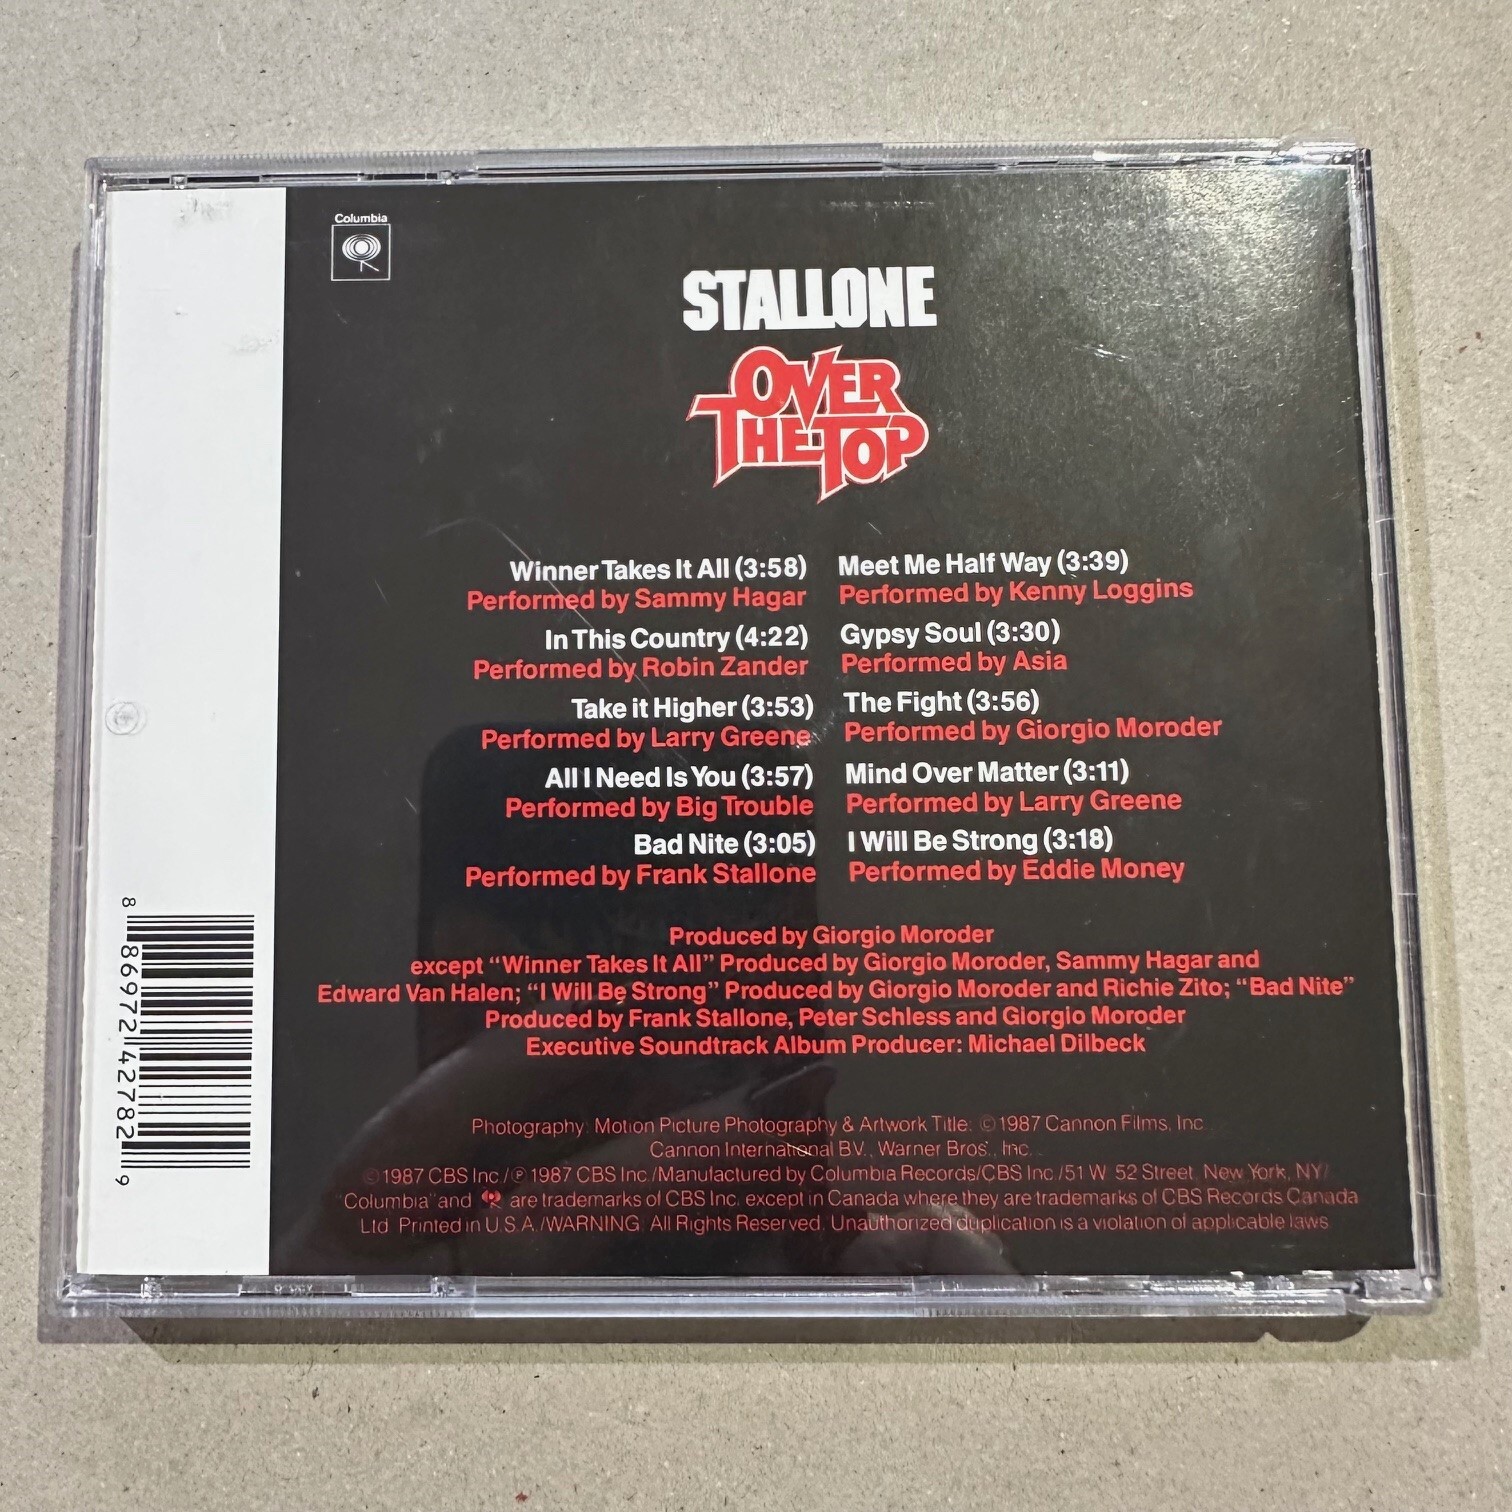 Columbia
STALLONE
OVER
THE TOP
Winner Takes It All (3:58)
Performed by Sammy Hagar
In This Country (4:22)
Performed by Robin Zander
Take it Higher (3:53)
Performed by Larry Greene
All I Need Is You (3:57)
Performed by Big Trouble
Bad Nite (3:05)
Performed by Frank Stallone
Meet Me Half Way (3:39)
Performed by Kenny Loggins
Gypsy Soul (3:30)
Performed by Asia
The Fight (3:56)
Performed by Giorgio Moroder
Mind Over Matter (3:11)
Performed by Larry Greene
I Will Be Strong (3:18)
Performed by Eddie Money
Produced by Giorgio Moroder
except “Winner Takes It All” Produced by Giorgio Moroder, Sammy Hagar and
Edward Van Halen; “I Will Be Strong” Produced by Giorgio Moroder and Richie Zito; “Bad Nite”
Produced by Frank Stallone, Peter Schless and Giorgio Moroder
Executive Soundtrack Album Producer: Michael Dilbeck
Photography: Motion Picture Photography & Artwork Title: © 1987 Cannon Films, Inc.
Cannon International B.V., Warner Bros., Inc.
© 1987 CBS Inc./℗ 1987 CBS Inc./Manufactured by Columbia Records/CBS Inc./51 W. 52 Street, New York, NY/
“Columbia” and are trademarks of CBS Inc. except in Canada where they are trademarks of CBS Records Canada
Ltd. Printed in U.S.A./WARNING: All Rights Reserved. Unauthorized duplication is a violation of applicable laws.
8 86972 42782 9